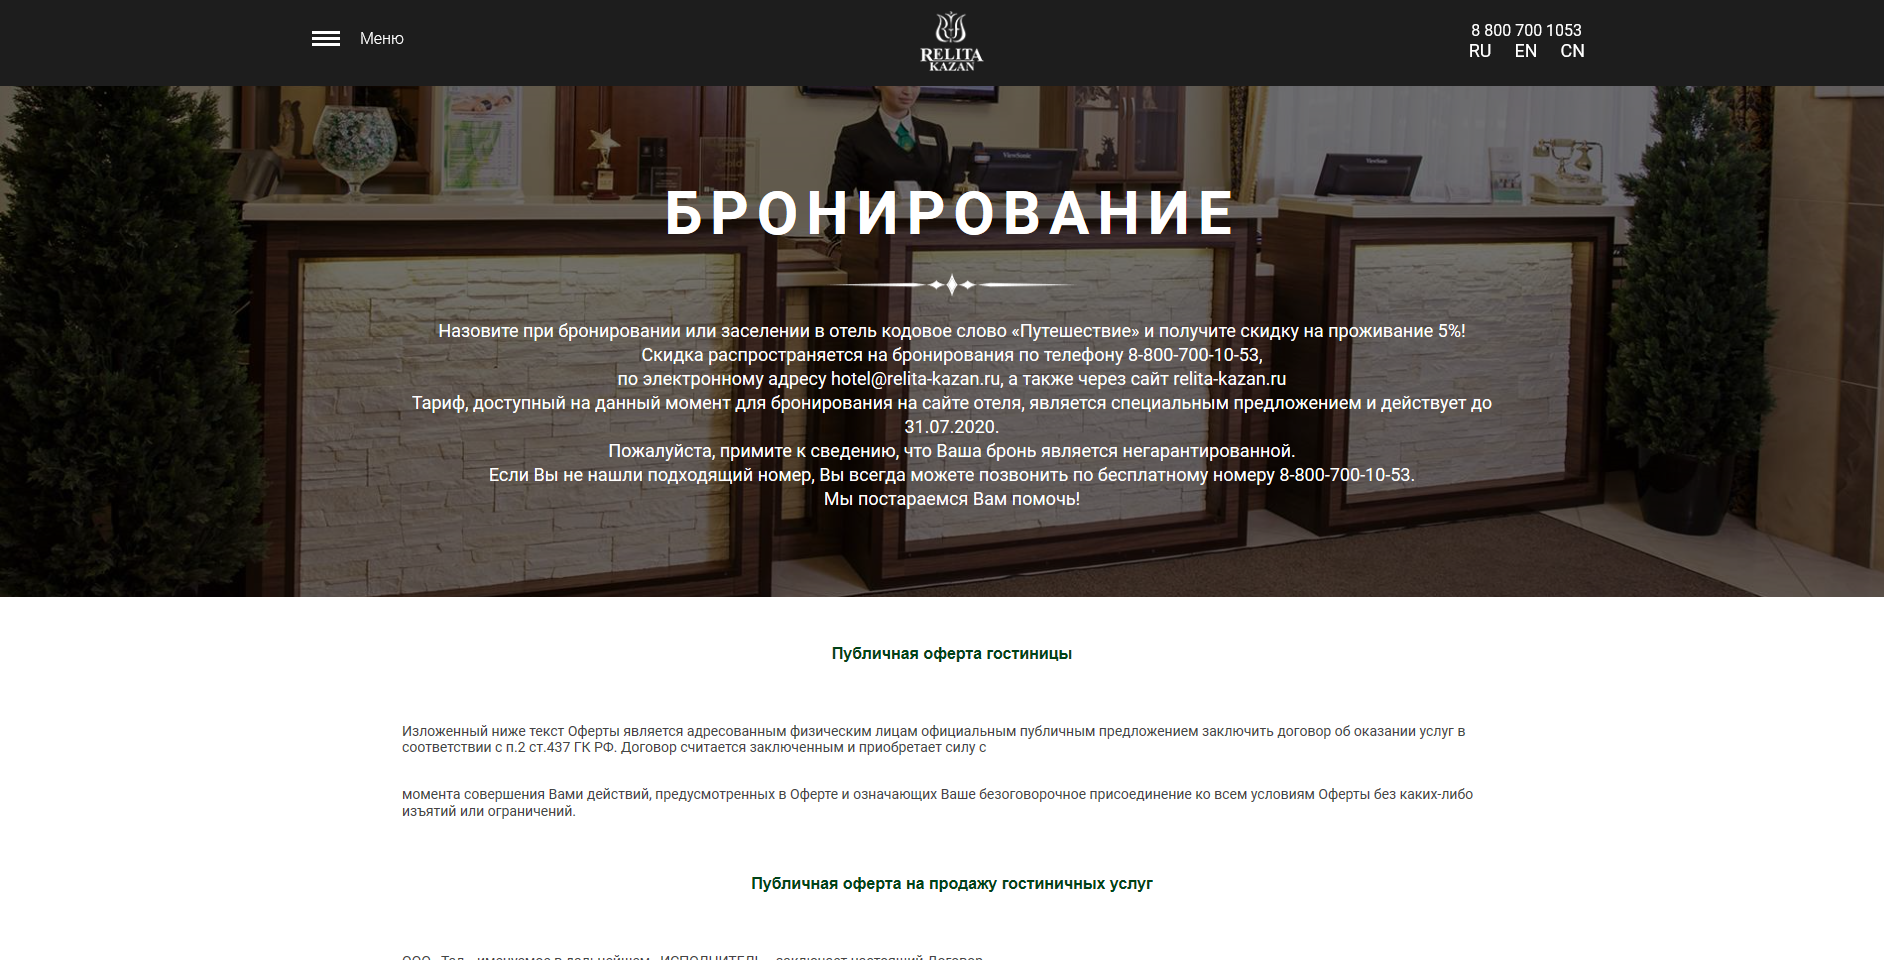 Меню
RELITA
KAZAN
8 800 700 1053
RU EN CN
ViewSonic
ViewSonic
БРОНИРОВАНИЕ
Назовите при бронировании или заселении в отель кодовое слово «Путешествие» и получите скидку на проживание 5%!
Скидка распространяется на бронирования по телефону 8-800-700-10-53,
по электронному адресу hotel@relita-kazan.ru, а также через сайт relita-kazan.ru
Тариф, доступный на данный момент для бронирования на сайте отеля, является специальным предложением и действует до
31.07.2020.
Пожалуйста, примите к сведению, что Ваша бронь является негарантированной.
Если Вы не нашли подходящий номер, Вы всегда можете позвонить по бесплатному номеру 8-800-700-10-53.
Мы постараемся Вам помочь!
Публичная оферта гостиницы
Изложенный ниже текст Оферты является адресованным физическим лицам официальным публичным предложением заключить договор об оказании услуг в
соответствии с п.2 ст.437 ГК РФ. Договор считается заключенным и приобретает силу с
момента совершения Вами действий, предусмотренных в Оферте и означающих Ваше безоговорочное присоединение ко всем условиям Оферты без каких-либо
изъятий или ограничений.
Публичная оферта на продажу гостиничных услуг